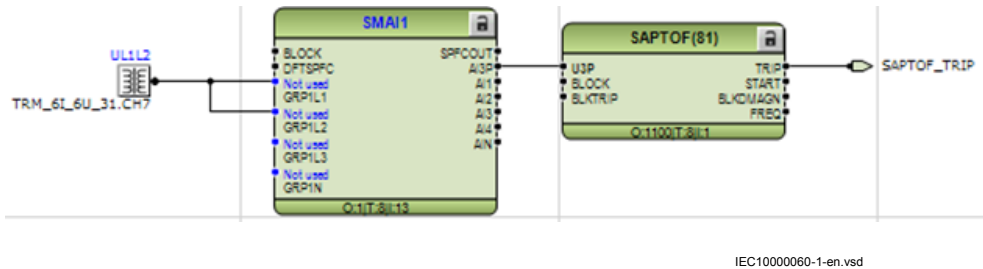 UL1L2
TRM_6I_6U_31.CH7
SMAI1
BLOCK SPFCOUT
DFTSPFC AI3P
Not used AI1
GRP1L1 AI2
Not used AI3
GRP1L2 AI4
Not used AIN
GRP1L3
Not used
GRP1N
O:1|T:8|I:13
SAPTOF(81)
U3P TRIP
BLOCK START
BLKTRIP BLKDMAGN
FREQ
O:1100|T:8|I:1
SAPTOF_TRIP
IEC10000060-1-en.vsd